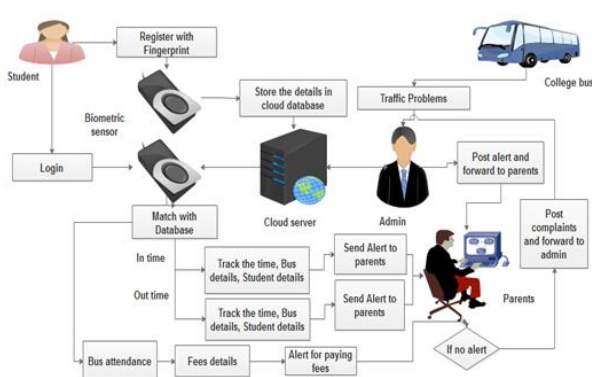 Register with
Fingerprint
Student
Store the details in
cloud database
Traffic Problems
College bus
Biometric
sensor
Login
Cloud server
Admin
Post alert and
forward to
parents
Match with
Database
Post
complaints
and forward to
admin
In time
Track the time, Bus
details, Student details
Send Alert to
parents
Parents
Out time
Track the time, Bus
details, Student details
Send Alert to
parents
If no alert
Bus attendance
Fees details
Alert for paying
fees